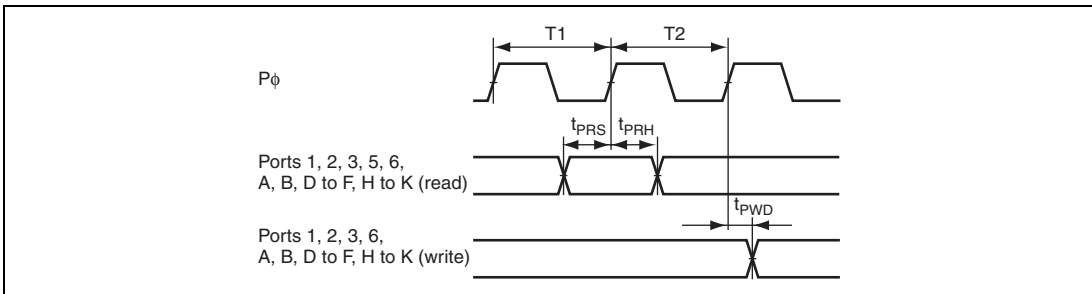 T1 T2
Pϕ
tPRS tPRH
Ports 1, 2, 3, 5, 6,
A, B, D to F, H to K (read)
tPWD
Ports 1, 2, 3, 6,
A, B, D to F, H to K (write)